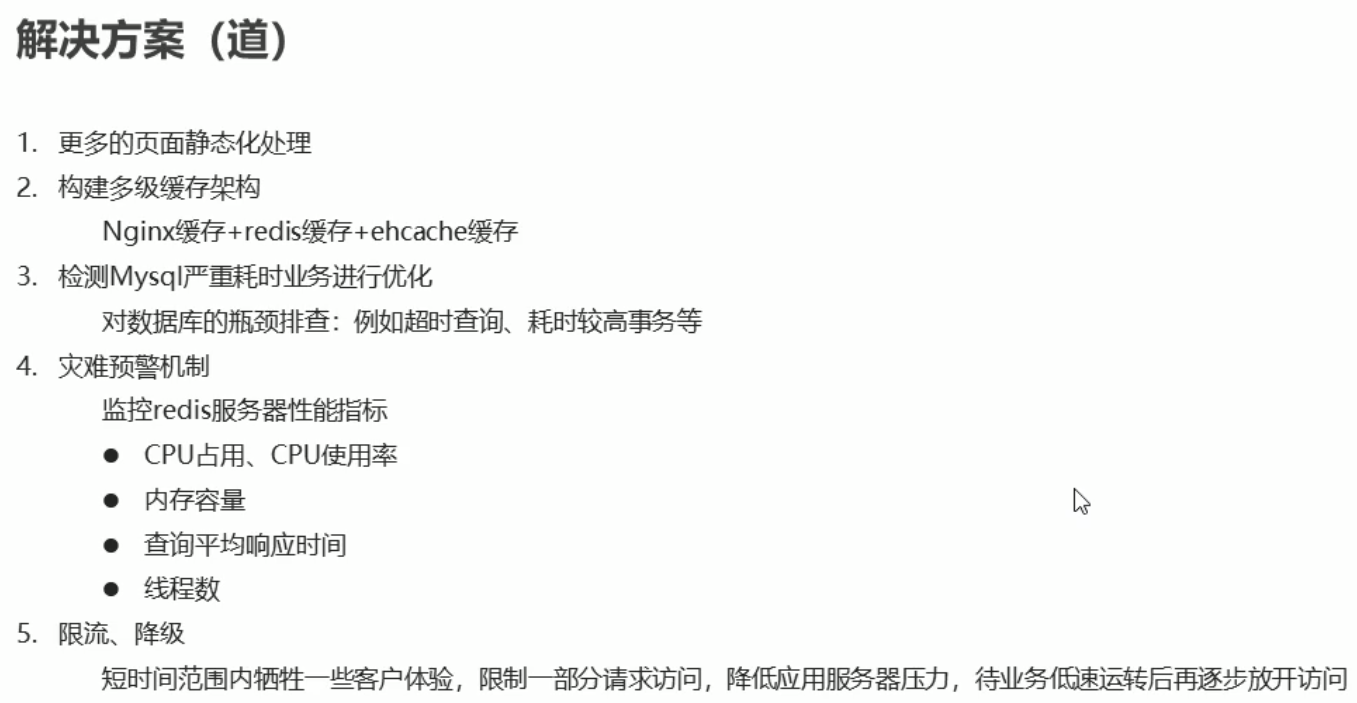 解决方案（道）
1. 更多的页面静态化处理
2. 构建多级缓存架构
Nginx缓存+redis缓存+ehcache缓存
3. 检测Mysql严重耗时业务进行优化
对数据库的瓶颈排查：例如超时查询、耗时较高事务等
4. 灾难预警机制
监控redis服务器性能指标
● CPU占用、CPU使用率
● 内存容量
● 查询平均响应时间
● 线程数
5. 限流、降级
短时间范围内牺牲一些客户体验，限制一部分请求访问，降低应用服务器压力，待业务低速运转后再逐步放开访问